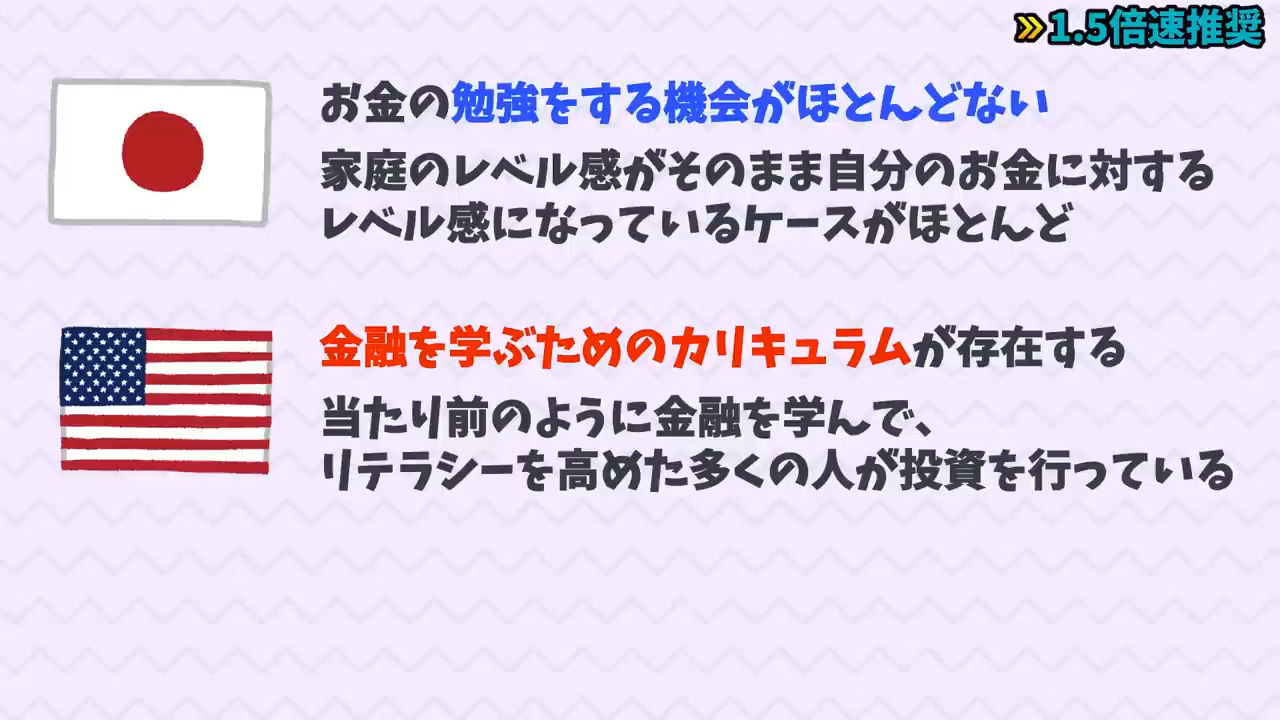 »1.5倍速推奨
お金の勉強をする機会がほとんどない
家庭のレベル感がそのまま自分のお金に対する
レベル感になっているケースがほとんど
金融を学ぶためのカリキュラムが存在する
当たり前のように金融を学んで、
リテラシーを高めた多くの人が投資を行っている